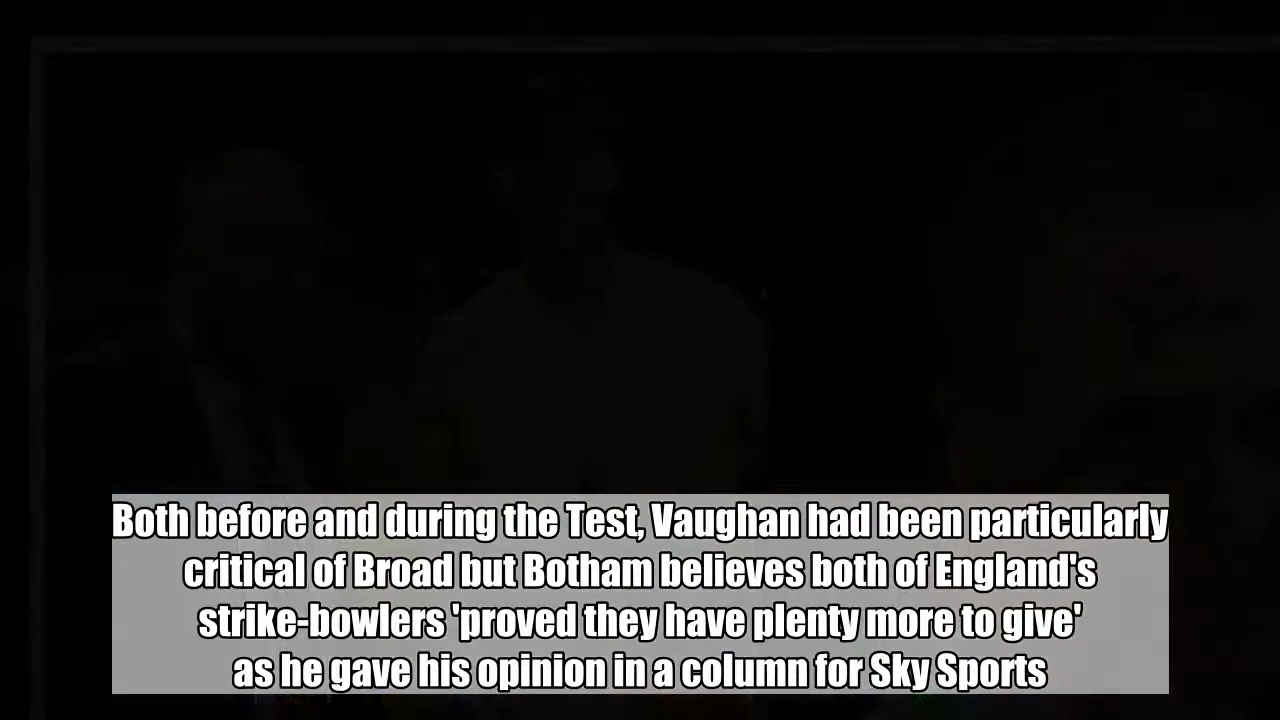 Both before and during the Test, Vaughan had been particularly
critical of Broad but Botham believes both of England's
strike-bowlers 'proved they have plenty more to give'
as he gave his opinion in a column for Sky Sports